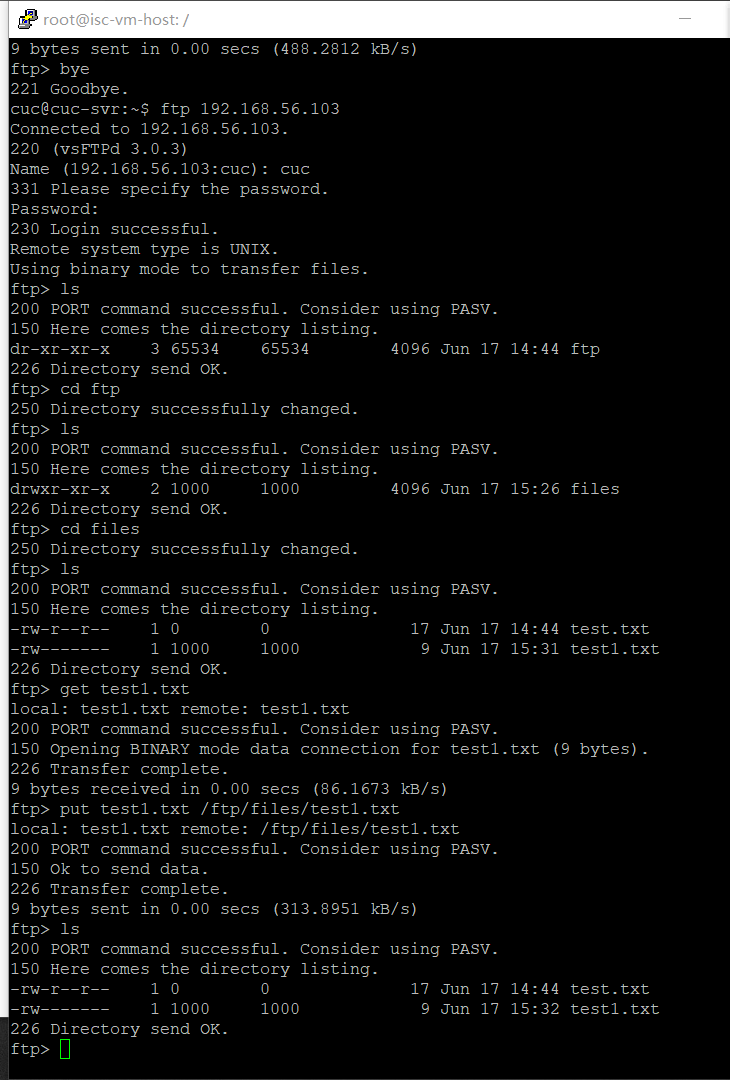 root@isc-vm-host: /
9 bytes sent in 0.00 secs (488.2812 kB/s)
ftp> bye
221 Goodbye.
cuc@cuc-svr:~$ ftp 192.168.56.103
Connected to 192.168.56.103.
220 (vsFTPd 3.0.3)
Name (192.168.56.103:cuc): cuc
331 Please specify the password.
Password:
230 Login successful.
Remote system type is UNIX.
Using binary mode to transfer files.
ftp> ls
200 PORT command successful. Consider using PASV.
150 Here comes the directory listing.
dr-xr-xr-x    3 65534    65534        4096 Jun 17 14:44 ftp
226 Directory send OK.
ftp> cd ftp
250 Directory successfully changed.
ftp> ls
200 PORT command successful. Consider using PASV.
150 Here comes the directory listing.
drwxr-xr-x    2 1000     1000         4096 Jun 17 15:26 files
226 Directory send OK.
ftp> cd files
250 Directory successfully changed.
ftp> ls
200 PORT command successful. Consider using PASV.
150 Here comes the directory listing.
-rw-r--r--    1 0        0              17 Jun 17 14:44 test.txt
-rw-------    1 1000     1000            9 Jun 17 15:31 test1.txt
226 Directory send OK.
ftp> get test1.txt
local: test1.txt remote: test1.txt
200 PORT command successful. Consider using PASV.
150 Opening BINARY mode data connection for test1.txt (9 bytes).
226 Transfer complete.
9 bytes received in 0.00 secs (86.1673 kB/s)
ftp> put test1.txt /ftp/files/test1.txt
local: test1.txt remote: /ftp/files/test1.txt
200 PORT command successful. Consider using PASV.
150 Ok to send data.
226 Transfer complete.
9 bytes sent in 0.00 secs (313.8951 kB/s)
ftp> ls
200 PORT command successful. Consider using PASV.
150 Here comes the directory listing.
-rw-r--r--    1 0        0              17 Jun 17 14:44 test.txt
-rw-------    1 1000     1000            9 Jun 17 15:32 test1.txt
226 Directory send OK.
ftp>